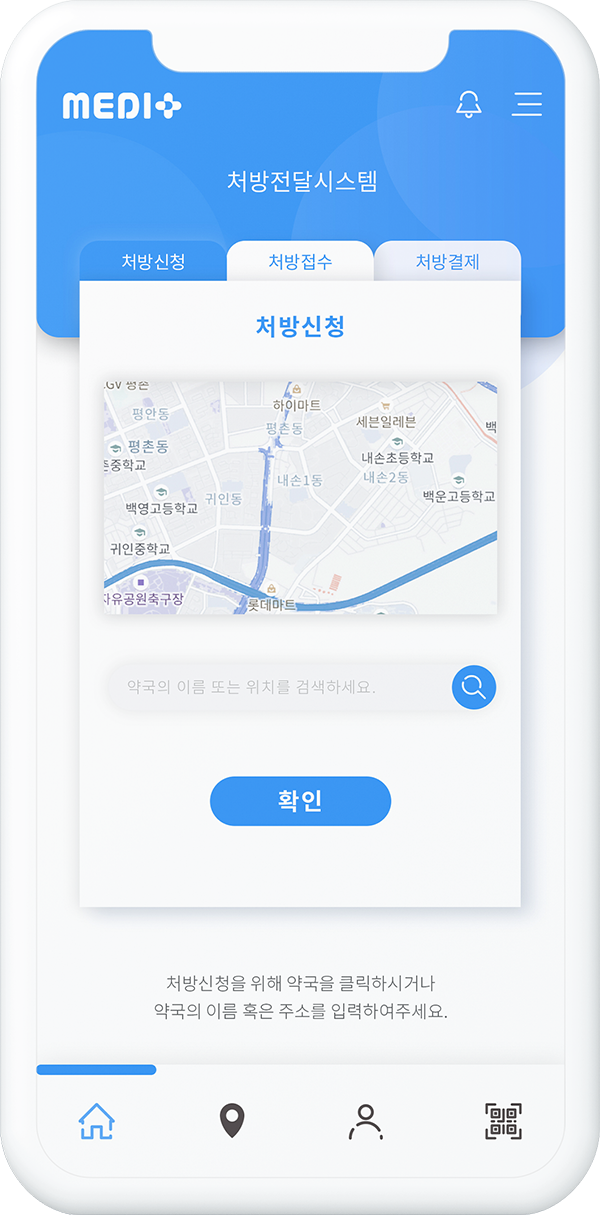 MEDI+
처방전달시스템
처방신청 처방접수 처방결제
처방신청
.GV 평촌
하이마트
평안동
세븐일레븐
평촌동
백
평촌동
내손초등학교
촌중학교
내손1동
내손2동
귀인동
백운고등학교
백영고등학교
귀인중학교
자유공원축구장
롯데마트
약국의 이름 또는 위치를 검색하세요.
확인
처방신청을 위해 약국을 클릭하시거나
약국의 이름 혹은 주소를 입력하여주세요.